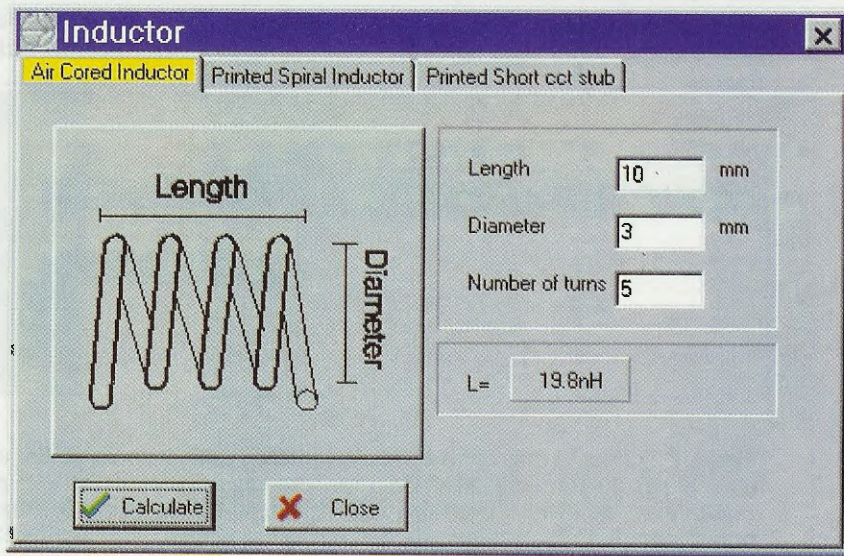 Inductor
Air Cored Inductor
Printed Spiral Inductor
Printed Short cct stub
Length
Diameter
Length 10 mm
Diameter 3 mm
Number of turns 5
L= 19.8nH
Calculate
Close